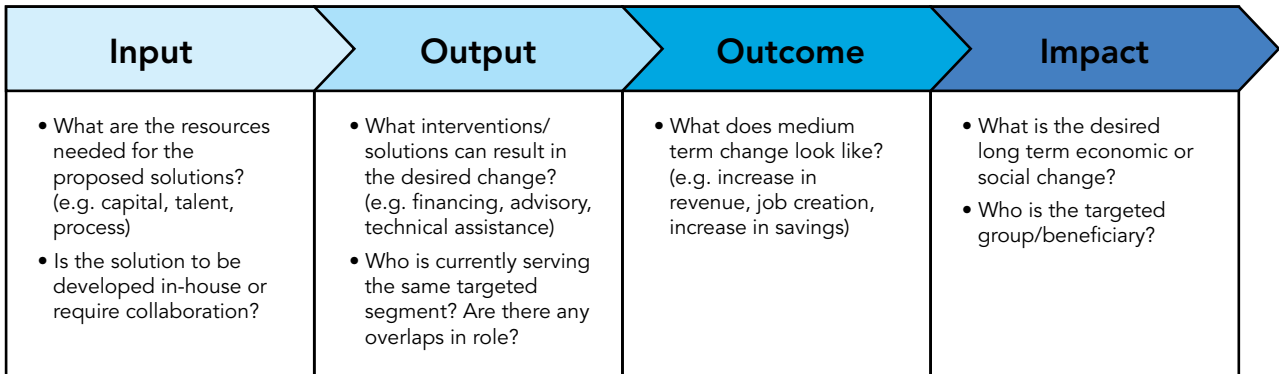 Input
• What are the resources
needed for the
proposed solutions?
(e.g. capital, talent,
process)
• Is the solution to be
developed in-house or
require collaboration?
Output
• What interventions/
solutions can result in
the desired change?
(e.g. financing, advisory,
technical assistance)
• Who is currently serving
the same targeted
segment? Are there any
overlaps in role?
Outcome
• What does medium
term change look like?
(e.g. increase in
revenue, job creation,
increase in savings)
Impact
• What is the desired
long term economic or
social change?
• Who is the targeted
group/beneficiary?